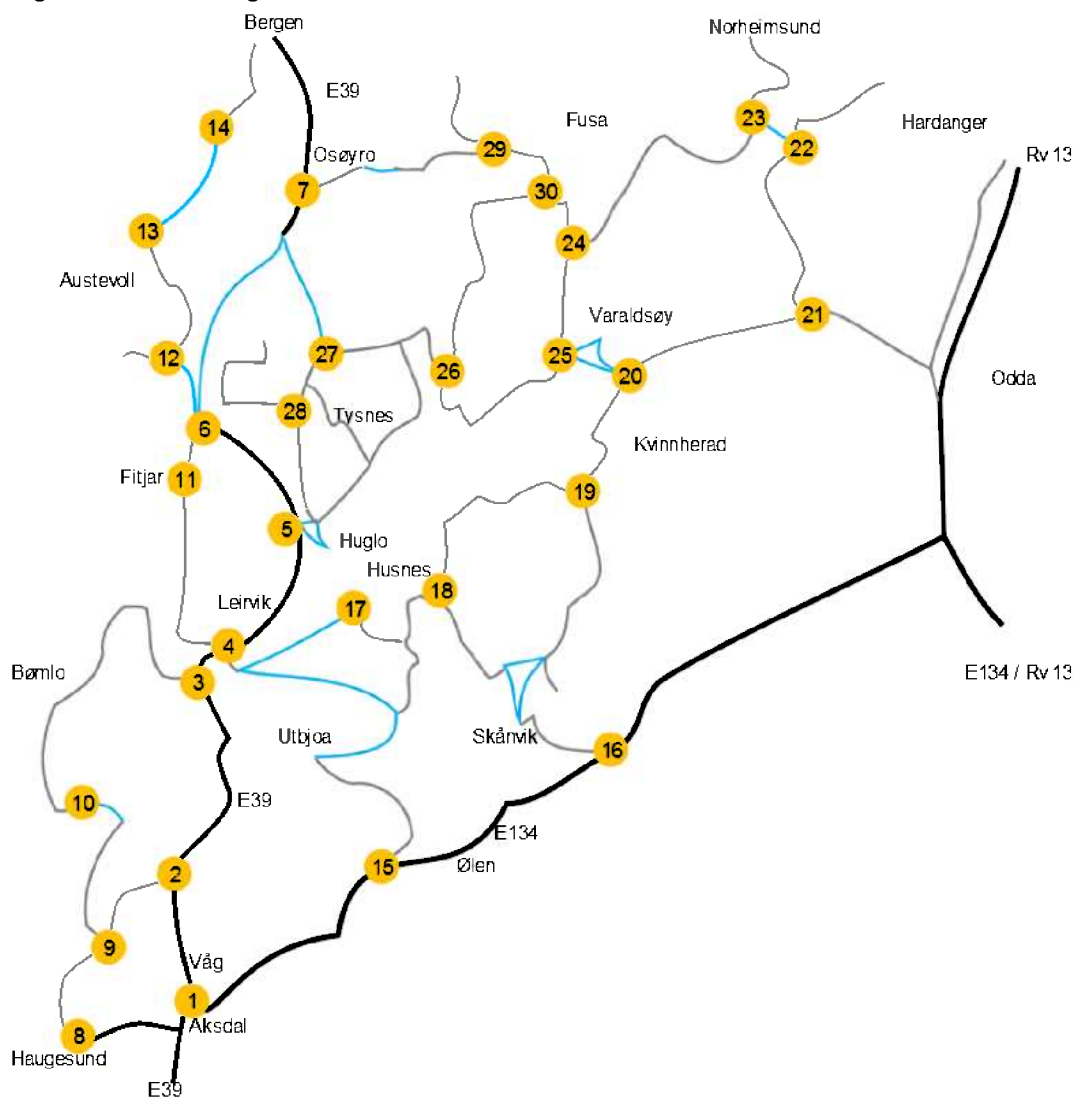 Bergen
Norheimsund
E39
14
23
Fusa
Hardanger
22
29
Osøyro
Rv 13
7
30
13
24
Austevoll
Varaldsøy
21
12
27
25
26
20
Odda
28
Tysnes
6
Kvinnherad
Fitjar
11
19
5
Huglo
Husnes
18
Leirvik
17
4
Bømlo
3
E134 / Rv 13
Utbjoa
Skånvik
16
10
E39
E134
15
Ølen
2
9
Våg
1
Aksdal
8
Haugesund
E39